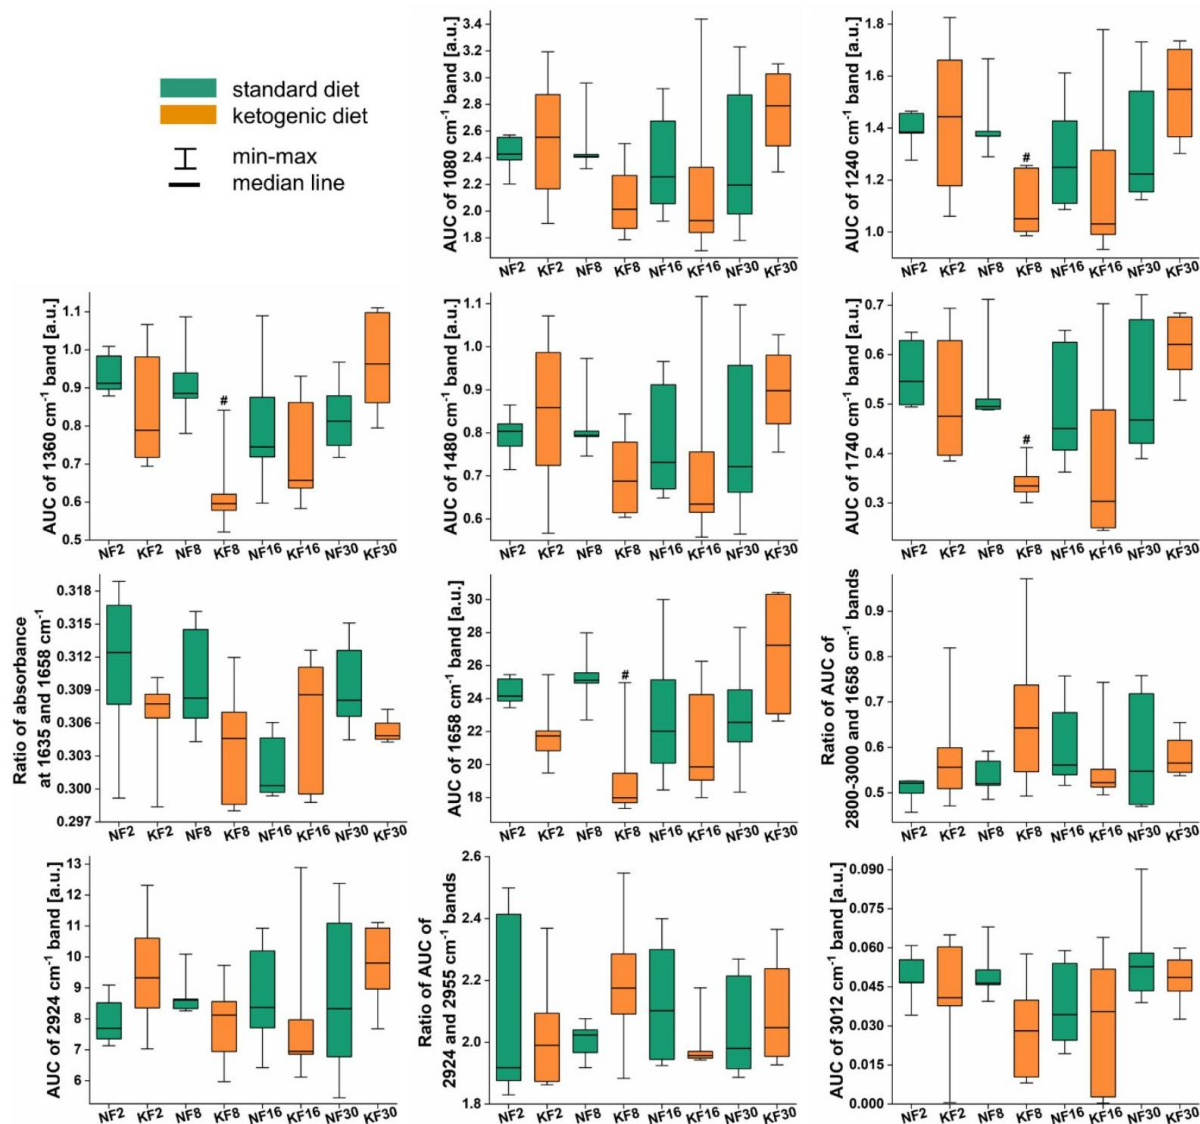 standard diet
ketogenic diet
min-max
median line
AUC of 1080 cm⁻¹ band [a.u.]
3.4
3.2
3.0
2.8
2.6
2.4
2.2
2.0
1.8
NF2 KF2 NF8 KF8 NF16 KF16 NF30 KF30
AUC of 1240 cm⁻¹ band [a.u.]
1.8
1.6
1.4
1.2
1.0
#
NF2 KF2 NF8 KF8 NF16 KF16 NF30 KF30
AUC of 1360 cm⁻¹ band [a.u.]
1.1
1.0
0.9
0.8
0.7
0.6
0.5
#
NF2 KF2 NF8 KF8 NF16 KF16 NF30 KF30
AUC of 1480 cm⁻¹ band [a.u.]
1.1
1.0
0.9
0.8
0.7
0.6
NF2 KF2 NF8 KF8 NF16 KF16 NF30 KF30
AUC of 1740 cm⁻¹ band [a.u.]
0.7
0.6
0.5
0.4
0.3
#
NF2 KF2 NF8 KF8 NF16 KF16 NF30 KF30
Ratio of absorbance
at 1635 and 1658 cm⁻¹
0.318
0.315
0.312
0.309
0.306
0.303
0.300
0.297
NF2 KF2 NF8 KF8 NF16 KF16 NF30 KF30
AUC of 1658 cm⁻¹ band [a.u.]
30
28
26
24
22
20
18
#
NF2 KF2 NF8 KF8 NF16 KF16 NF30 KF30
Ratio of AUC of
2800-3000 and 1658 cm⁻¹ bands
0.9
0.8
0.7
0.6
0.5
NF2 KF2 NF8 KF8 NF16 KF16 NF30 KF30
AUC of 2924 cm⁻¹ band [a.u.]
13
12
11
10
9
8
7
6
NF2 KF2 NF8 KF8 NF16 KF16 NF30 KF30
Ratio of AUC of
2924 and 2955 cm⁻¹ bands
2.6
2.4
2.2
2.0
1.8
NF2 KF2 NF8 KF8 NF16 KF16 NF30 KF30
AUC of 3012 cm⁻¹ band [a.u.]
0.090
0.075
0.060
0.045
0.030
0.015
0.000
NF2 KF2 NF8 KF8 NF16 KF16 NF30 KF30